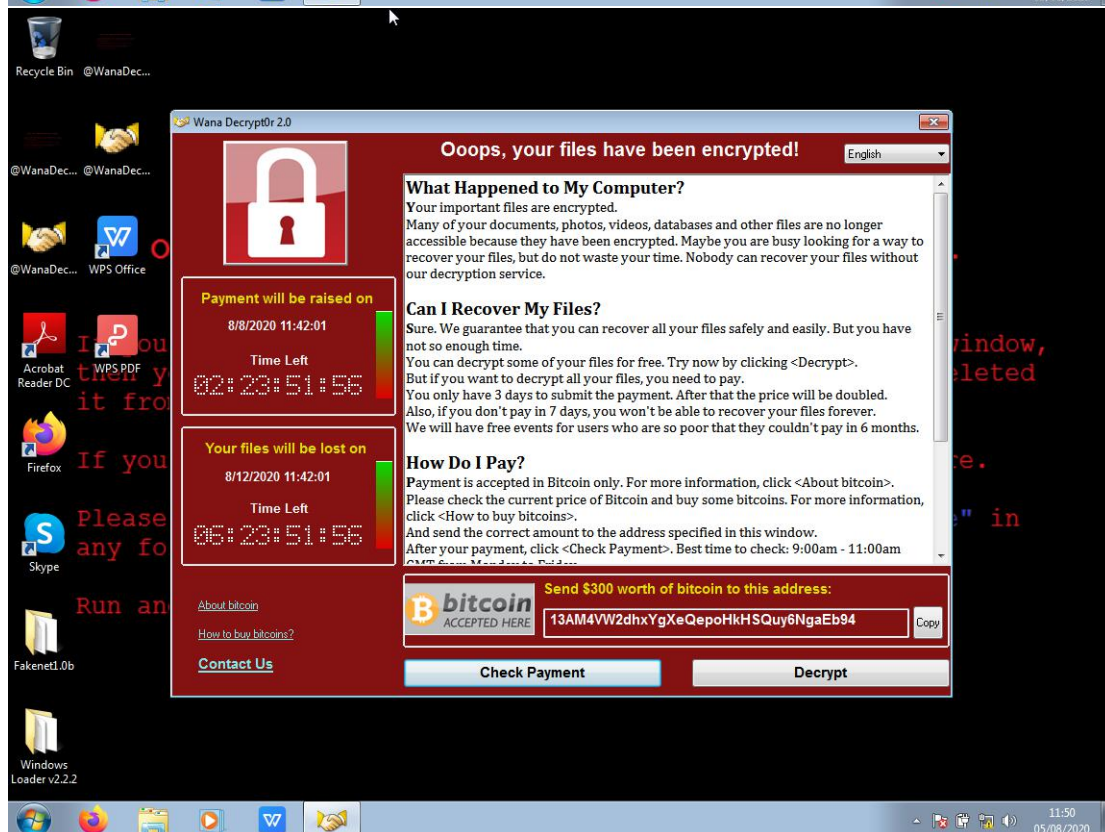 Recycle Bin
@WanaDec...
@WanaDec...
@WanaDec...
@WanaDec...
WPS Office
Acrobat
Reader DC
WPS PDF
Firefox
Skype
Fakenet1.0b
Windows
Loader v2.2.2
window,
then
eleted
it
If you
Please
" in
any
Run
Wana Decrypt0r 2.0
Ooops, your files have been encrypted!
English
Payment will be raised on
8/8/2020 11:42:01
Time Left
02:23:51:56
Your files will be lost on
8/12/2020 11:42:01
Time Left
06:23:51:56
About bitcoin
How to buy bitcoins?
Contact Us
What Happened to My Computer?
Your important files are encrypted.
Many of your documents, photos, videos, databases and other files are no longer
accessible because they have been encrypted. Maybe you are busy looking for a way to
recover your files, but do not waste your time. Nobody can recover your files without
our decryption service.
Can I Recover My Files?
Sure. We guarantee that you can recover all your files safely and easily. But you have
not so enough time.
You can decrypt some of your files for free. Try now by clicking <Decrypt>.
But if you want to decrypt all your files, you need to pay.
You only have 3 days to submit the payment. After that the price will be doubled.
Also, if you don't pay in 7 days, you won't be able to recover your files forever.
We will have free events for users who are so poor that they couldn't pay in 6 months.
How Do I Pay?
Payment is accepted in Bitcoin only. For more information, click <About bitcoin>.
Please check the current price of Bitcoin and buy some bitcoins. For more information,
click <How to buy bitcoins>.
And send the correct amount to the address specified in this window.
After your payment, click <Check Payment>. Best time to check: 9:00am - 11:00am
GMT from Monday to Friday.
bitcoin
ACCEPTED HERE
Send $300 worth of bitcoin to this address:
13AM4VW2dhxYgXeQepoHkHSQuy6NgaEb94
Copy
Check Payment
Decrypt
11:50
05/08/2020